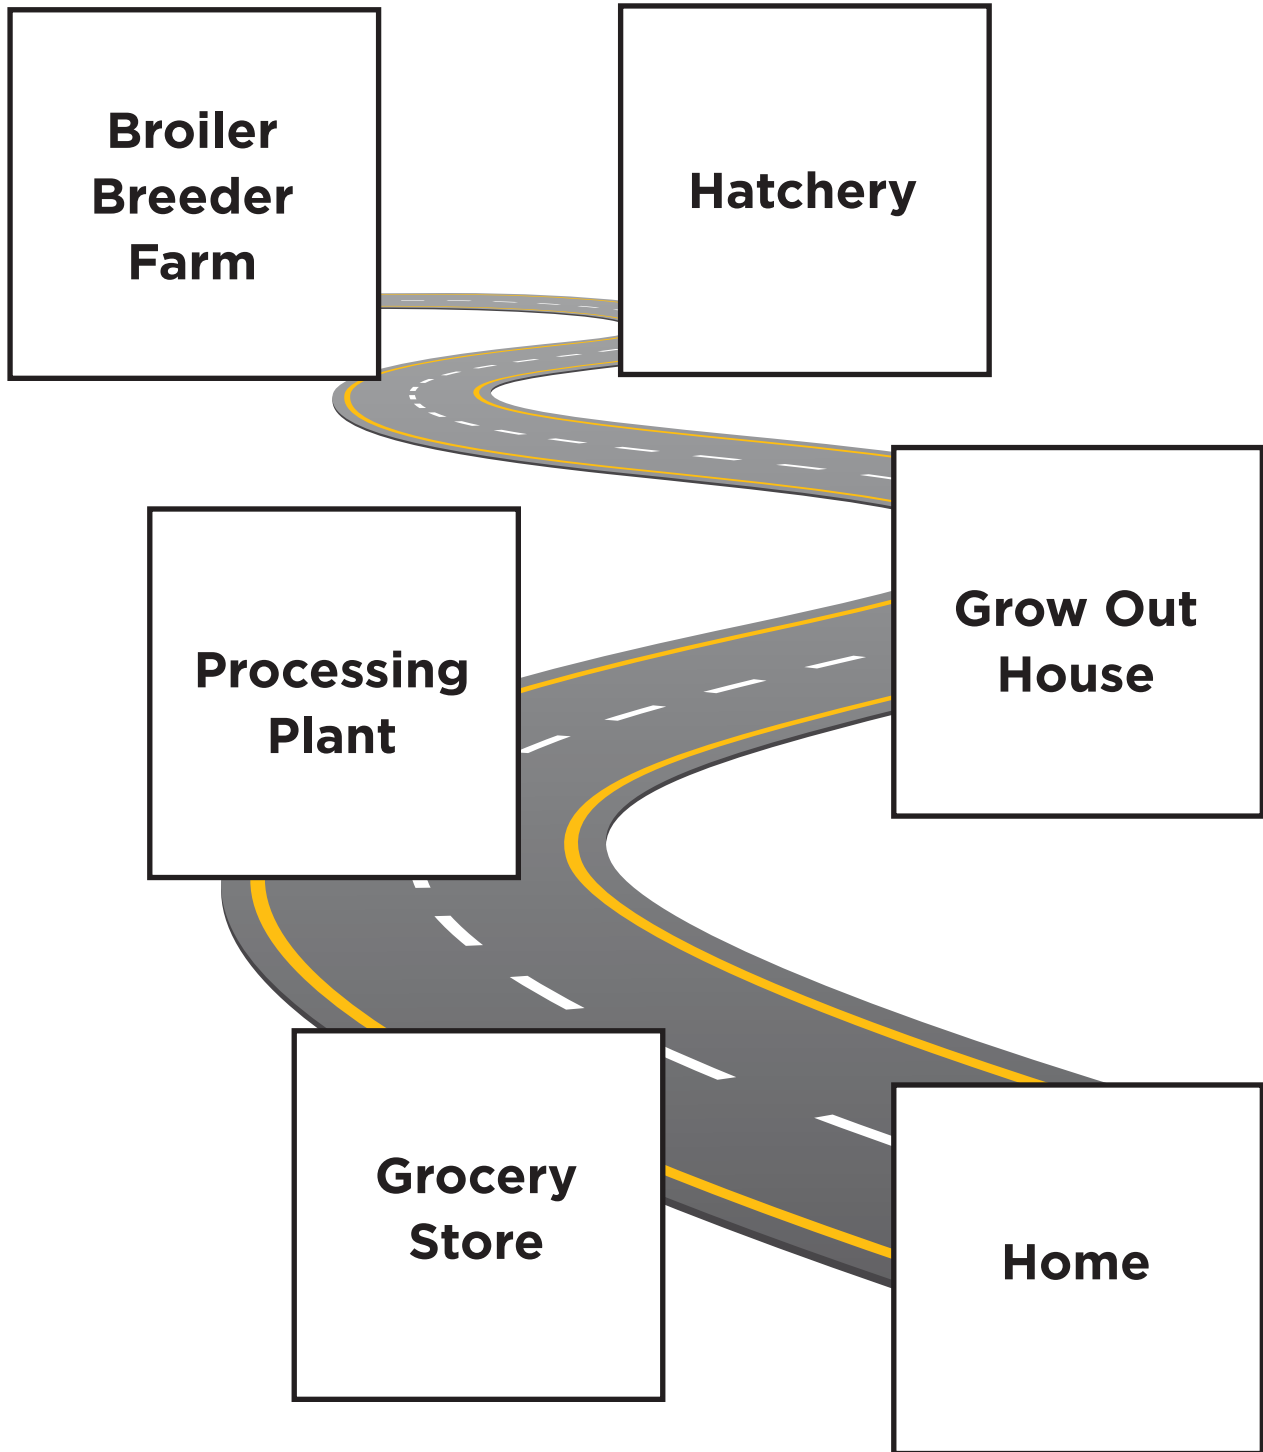 Broiler
Breeder
Farm
Hatchery
Grow Out
House
Processing
Plant
Grocery
Store
Home